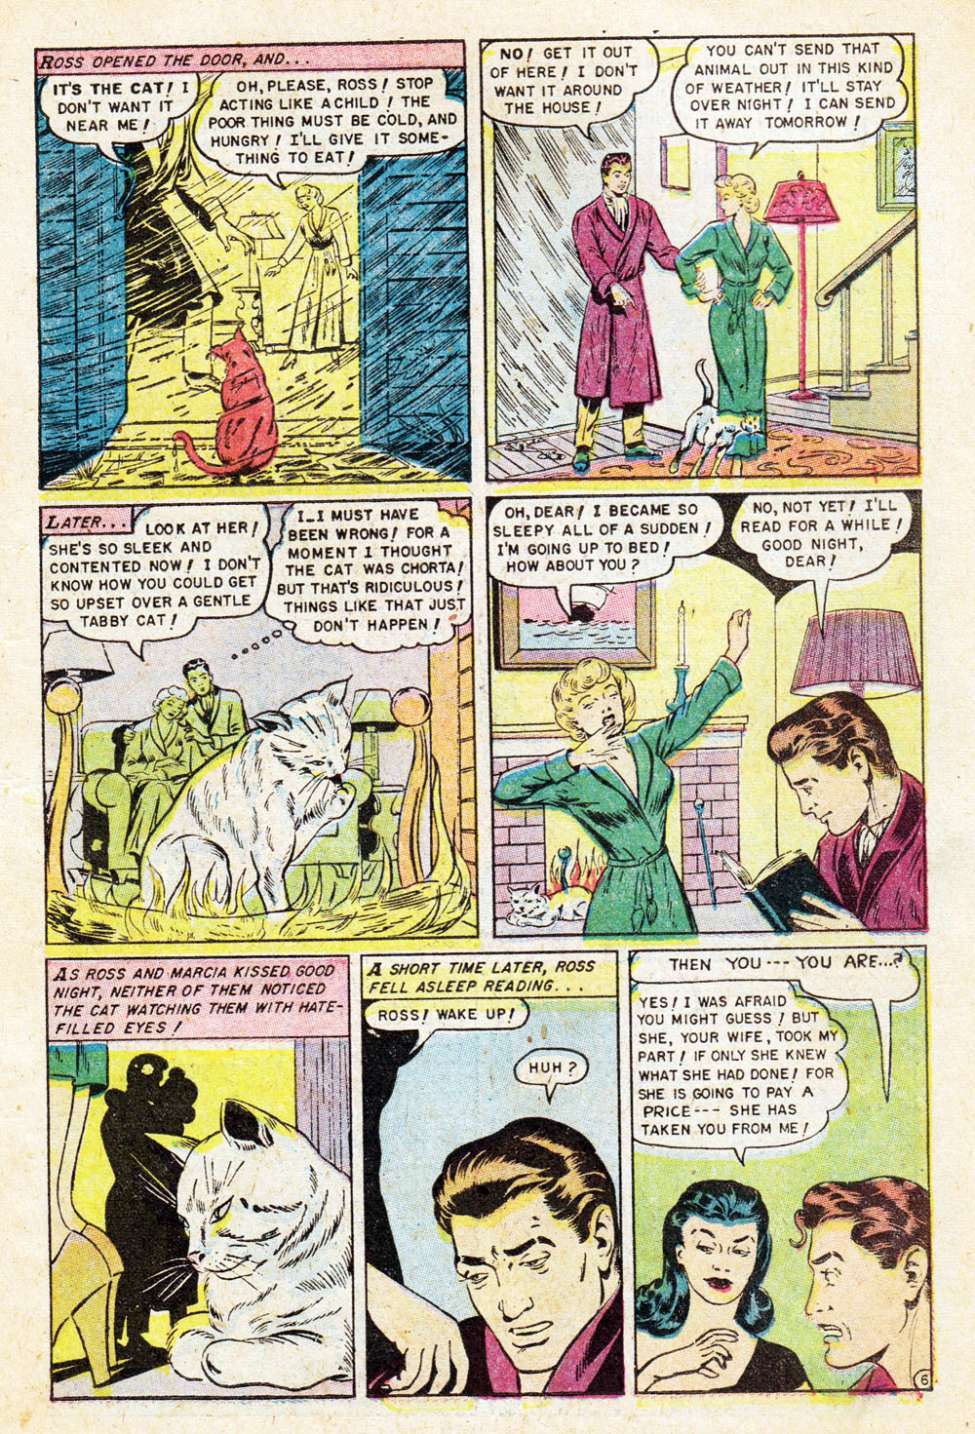 ROSS OPENED THE DOOR, AND...
IT'S THE CAT! I
DON'T WANT IT
NEAR ME!
OH, PLEASE, ROSS! STOP
ACTING LIKE A CHILD! THE
POOR THING MUST BE COLD, AND
HUNGRY! I'LL GIVE IT SOME-
THING TO EAT!
NO! GET IT OUT
OF HERE! I DON'T
WANT IT AROUND
THE HOUSE!
YOU CAN'T SEND THAT
ANIMAL OUT IN THIS KIND
OF WEATHER! IT'LL STAY
OVER NIGHT! I CAN SEND
IT AWAY TOMORROW!
LATER...
LOOK AT HER!
SHE'S SO SLEEK AND
CONTENTED NOW! I DON'T
KNOW HOW YOU COULD GET
SO UPSET OVER A GENTLE
TABBY CAT!
I--I MUST HAVE
BEEN WRONG! FOR A
MOMENT I THOUGHT
THE CAT WAS CHORTA!
BUT THAT'S RIDICULOUS!
THINGS LIKE THAT JUST
DON'T HAPPEN!
OH, DEAR! I BECAME SO
SLEEPY ALL OF A SUDDEN!
I'M GOING UP TO BED!
HOW ABOUT YOU?
NO, NOT YET! I'LL
READ FOR A WHILE!
GOOD NIGHT,
DEAR!
AS ROSS AND MARCIA KISSED GOOD
NIGHT, NEITHER OF THEM NOTICED
THE CAT WATCHING THEM WITH HATE-
FILLED EYES!
A SHORT TIME LATER, ROSS
FELL ASLEEP READING...
ROSS! WAKE UP!
HUH?
THEN YOU---YOU ARE...?
YES! I WAS AFRAID
YOU MIGHT GUESS! BUT
SHE, YOUR WIFE, TOOK MY
PART! IF ONLY SHE KNEW
WHAT SHE HAD DONE! FOR
SHE IS GOING TO PAY A
PRICE--- SHE HAS
TAKEN YOU FROM ME!
6